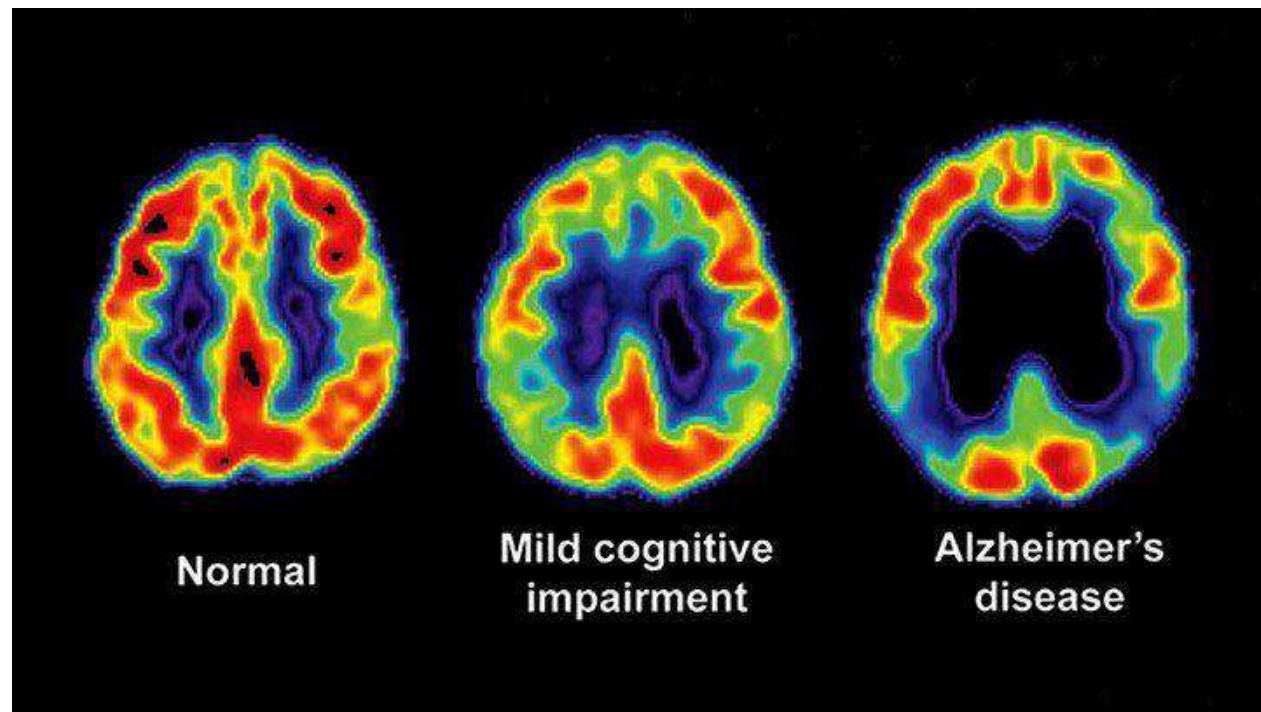 Normal
Mild cognitive
impairment
Alzheimer’s
disease